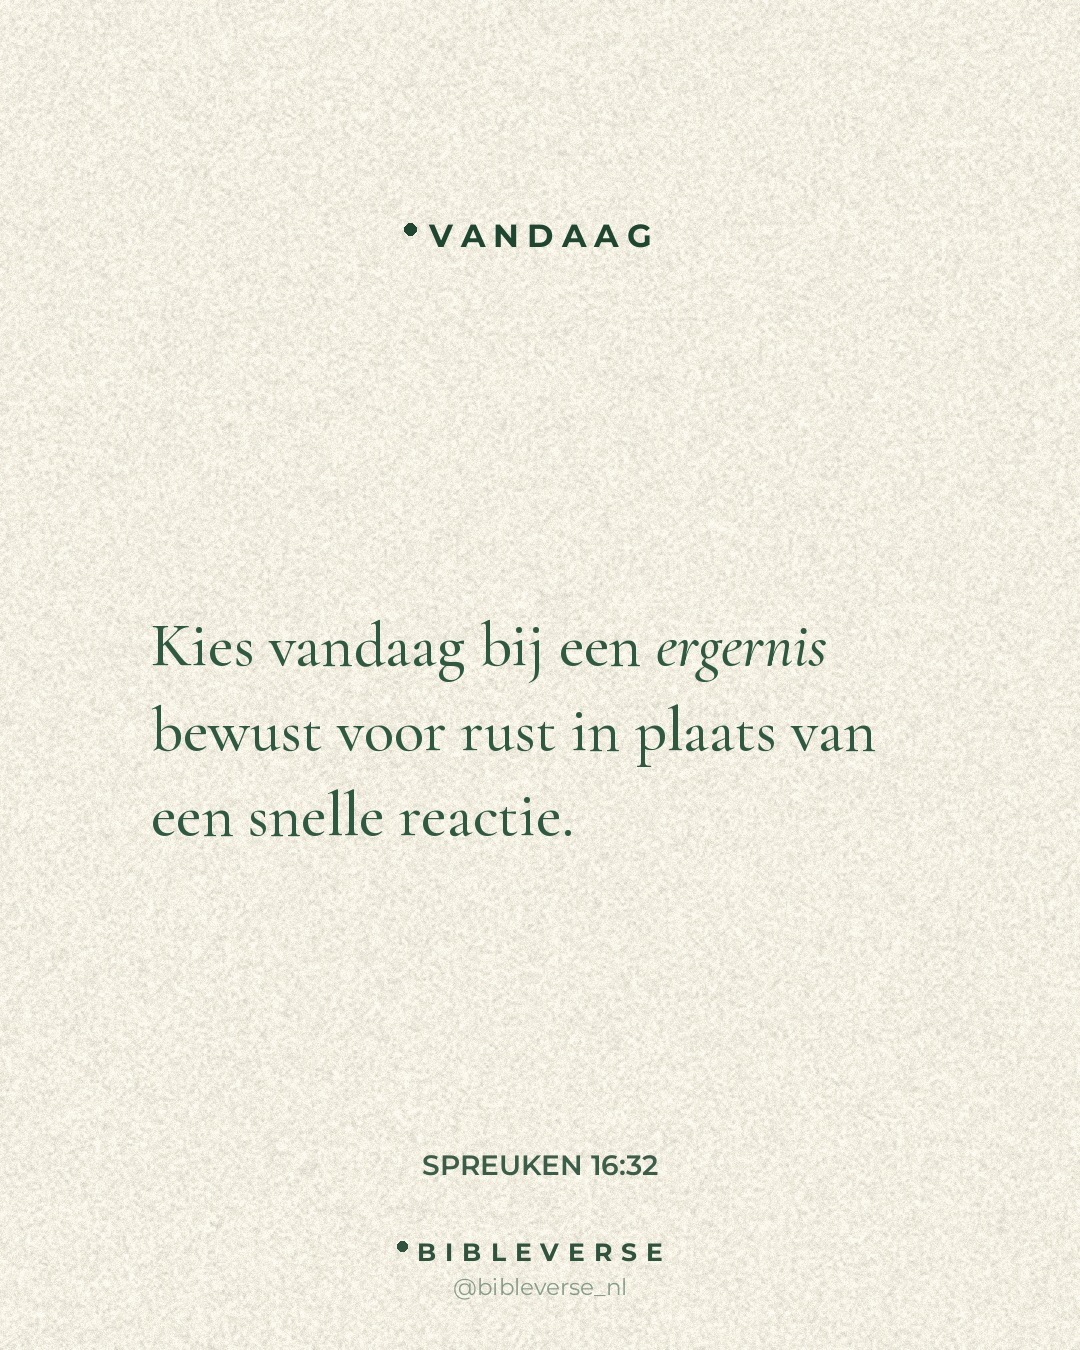 VANDAAG
Kies vandaag bij een ergernis
bewust voor rust in plaats van
een snelle reactie.
SPREUKEN 16:32
BIBLEVERSE
@bibleverse_nl